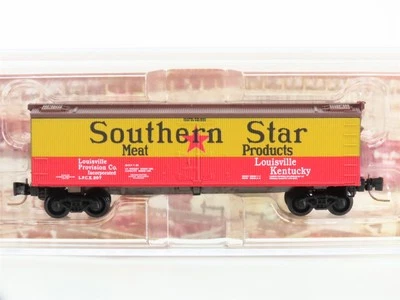 Southern Star
Meat Products
Louisville
Provision Co.
Incorporated
Louisville
Kentucky